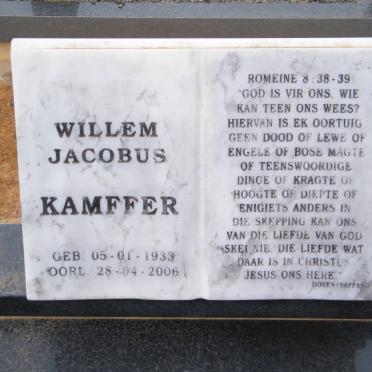 WILLEM
JACOBUS
KAMFFER
GEB. 05-01-1933
OORL. 28-04-2006
ROMEINE 8:38-39
"GOD IS VIR ONS, WIE
KAN TEEN ONS WEES?
HIERVAN IS EK OORTUIG
GEEN DOOD OF LEWE OF
ENGELE OF BOSE MAGTE
OF TEENSWOORDIGE
DINGE OF KRAGTE OF
HOOGTE OF DIEPTE OF
ENIGIETS ANDERS IN
DIE SKEPPING KAN ONS
VAN DIE LIEFDE VAN GOD
SKEI NIE. DIE LIEFDE WAT
DAAR IS IN CHRISTUS
JESUS ONS HERE."
DOVES/SAFFAS